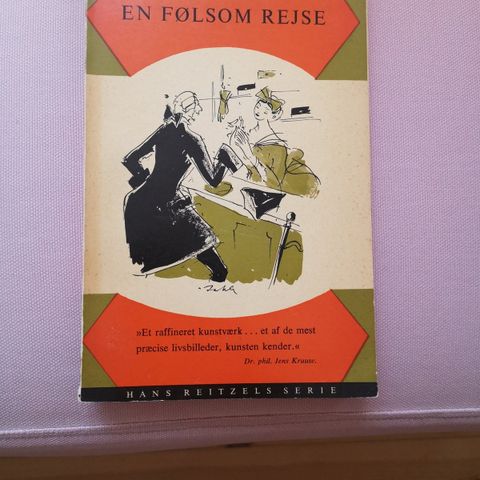 EN FØLSOM REJSE
»Et raffineret kunstværk . . . et af de mest
præcise livsbilleder, kunsten kender.«
Dr. phil. Jens Kruuse.
HANS REITZELS SERIE